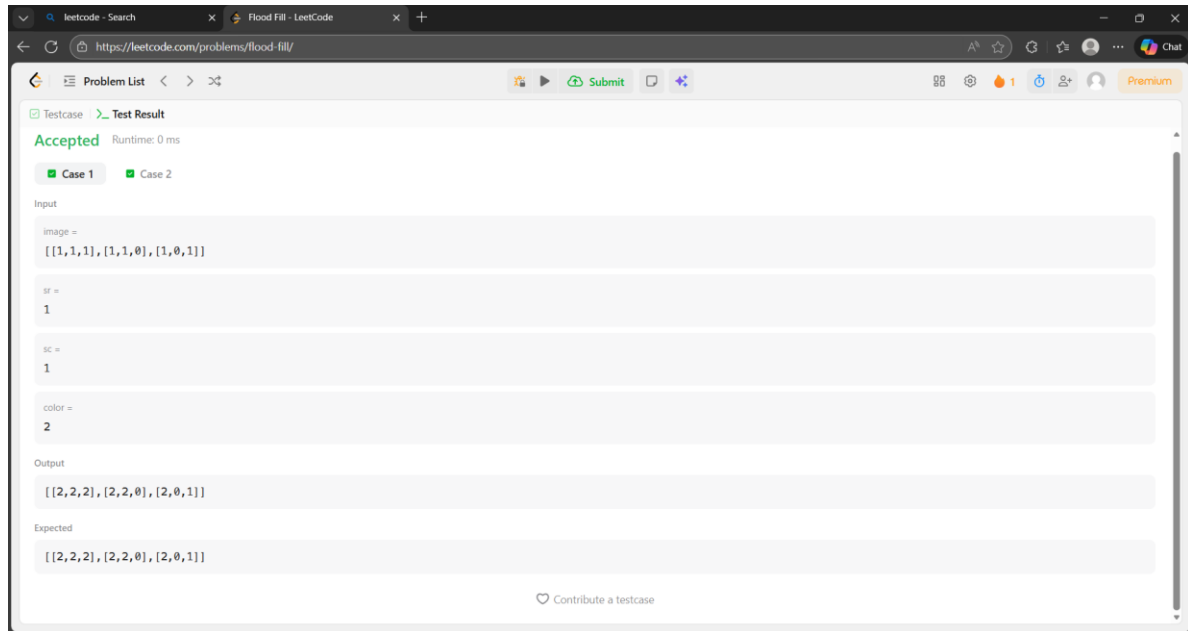 leetcode - Search
Flood Fill - LeetCode
https://leetcode.com/problems/flood-fill/
Chat
Problem List
Submit
1
Premium
Testcase
Test Result
Accepted Runtime: 0 ms
Case 1 Case 2
Input
image =
[[1,1,1],[1,1,0],[1,0,1]]
sr =
1
sc =
1
color =
2
Output
[[2,2,2],[2,2,0],[2,0,1]]
Expected
[[2,2,2],[2,2,0],[2,0,1]]
Contribute a testcase